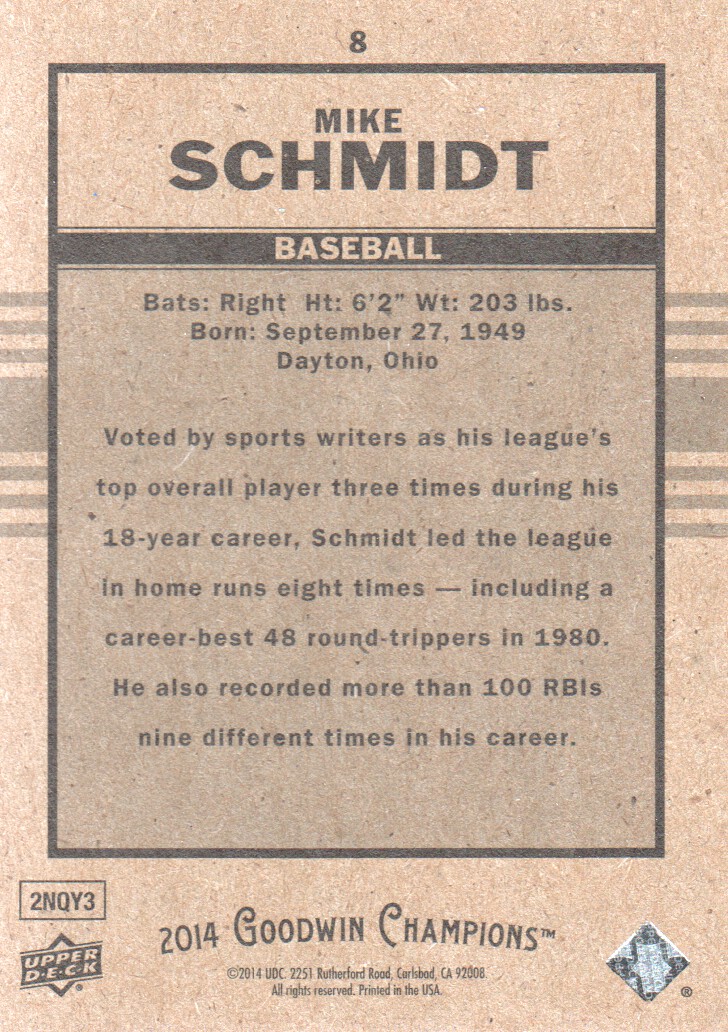 8
MIKE
SCHMIDT
BASEBALL
Bats: Right Ht: 6'2" Wt: 203 lbs.
Born: September 27, 1949
Dayton, Ohio
Voted by sports writers as his league's
top overall player three times during his
18-year career, Schmidt led the league
in home runs eight times — including a
career-best 48 round-trippers in 1980.
He also recorded more than 100 RBIs
nine different times in his career.
2NQY3
2014 GOODWIN CHAMPIONS™
UPPER
D·E·C·K
®
©2014 UDC. 2251 Rutherford Road, Carlsbad, CA 92008.
All rights reserved. Printed in the USA.
®